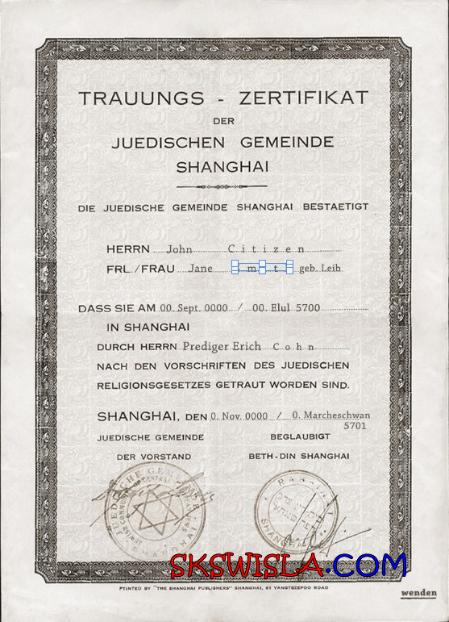 TRAUUNGS - ZERTIFIKAT
DER
JUEDISCHEN GEMEINDE
SHANGHAI
DIE JUEDISCHE GEMEINDE SHANGHAI BESTAETIGT
HERRN John Citizen
FRL./FRAU Jane m t geb. Leib
DASS SIE AM 00. Sept. 0000 / 00. Elul 5700
IN SHANGHAI
DURCH HERRN Prediger Erich Cohn
NACH DEN VORSCHRIFTEN DES JUEDISCHEN
RELIGIONSGESETZES GETRAUT WORDEN SIND.
SHANGHAI, DEN 0. Nov. 0000 / 0. Marcheschwan
5701
JUEDISCHE GEMEINDE BEGLAUBIGT
DER VORSTAND BETH-DIN SHANGHAI
JUEDISCHE GEMEINDE
SHANGHAI
SKSWISLA.COM
PRINTED BY "THE SHANGHAI PUBLISHERS" SHANGHAI, 61 YANGTSZEPOO ROAD
wenden